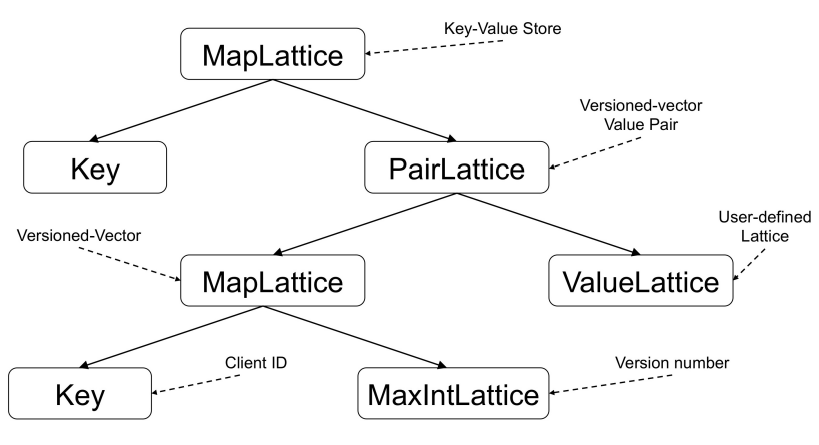 Key-Value Store
MapLattice
Versioned-vector
Value Pair
Key
PairLattice
User-defined
Lattice
Versioned-Vector
MapLattice
ValueLattice
Client ID
Version number
Key
MaxIntLattice